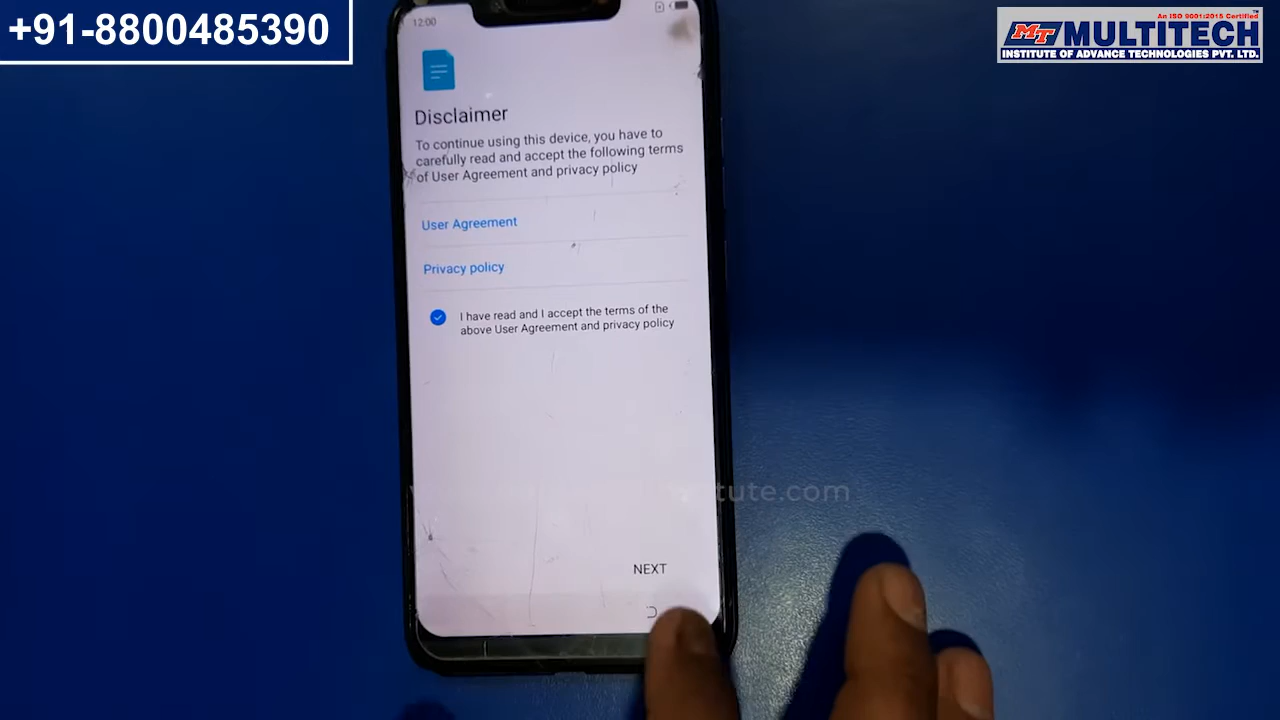 +91-8800485390
An ISO 9001:2015 Certified
MT MULTITECH
TM
INSTITUTE OF ADVANCE TECHNOLOGIES PVT. LTD.
12:00
Disclaimer
To continue using this device, you have to
carefully read and accept the following terms
of User Agreement and privacy policy
User Agreement
Privacy policy
I have read and I accept the terms of the
above User Agreement and privacy policy
NEXT